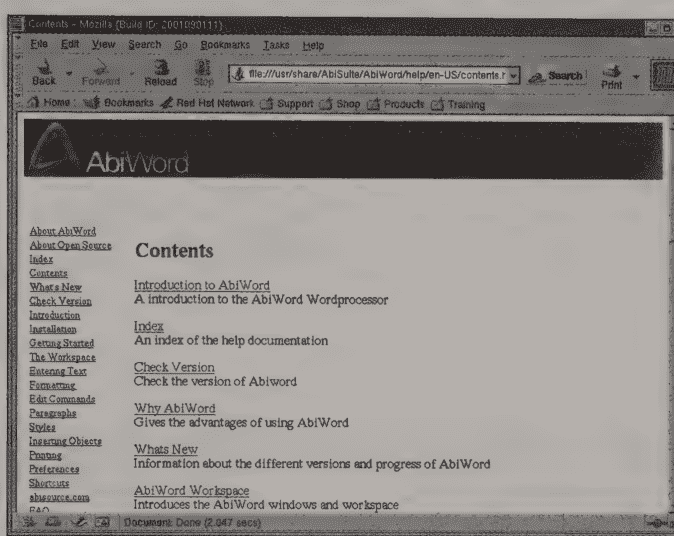 Contents - Mozilla {Build ID: 2001090111}
File Edit View Search Go Bookmarks Tasks Help
Back Forward Reload Stop file:///usr/share/AbiSuite/AbiWord/help/en-US/contents.h Search Print
Home Bookmarks Red Hat Network Support Shop Products Training
AbiWord
About AbiWord
About Open Source
Index
Contents
Whats New
Check Version
Introduction
Installation
Getting Started
The Workspace
Entering Text
Formatting
Edit Commands
Paragraphs
Styles
Inserting Objects
Printing
Preferences
Shortcuts
abisource.com
FAQ
Contents
Introduction to AbiWord
A introduction to the AbiWord Wordprocessor
Index
An index of the help documentation
Check Version
Check the version of Abiword
Why AbiWord
Gives the advantages of using AbiWord
Whats New
Information about the different versions and progress of AbiWord
AbiWord Workspace
Introduces the AbiWord windows and workspace
Document: Done (2.047 secs)